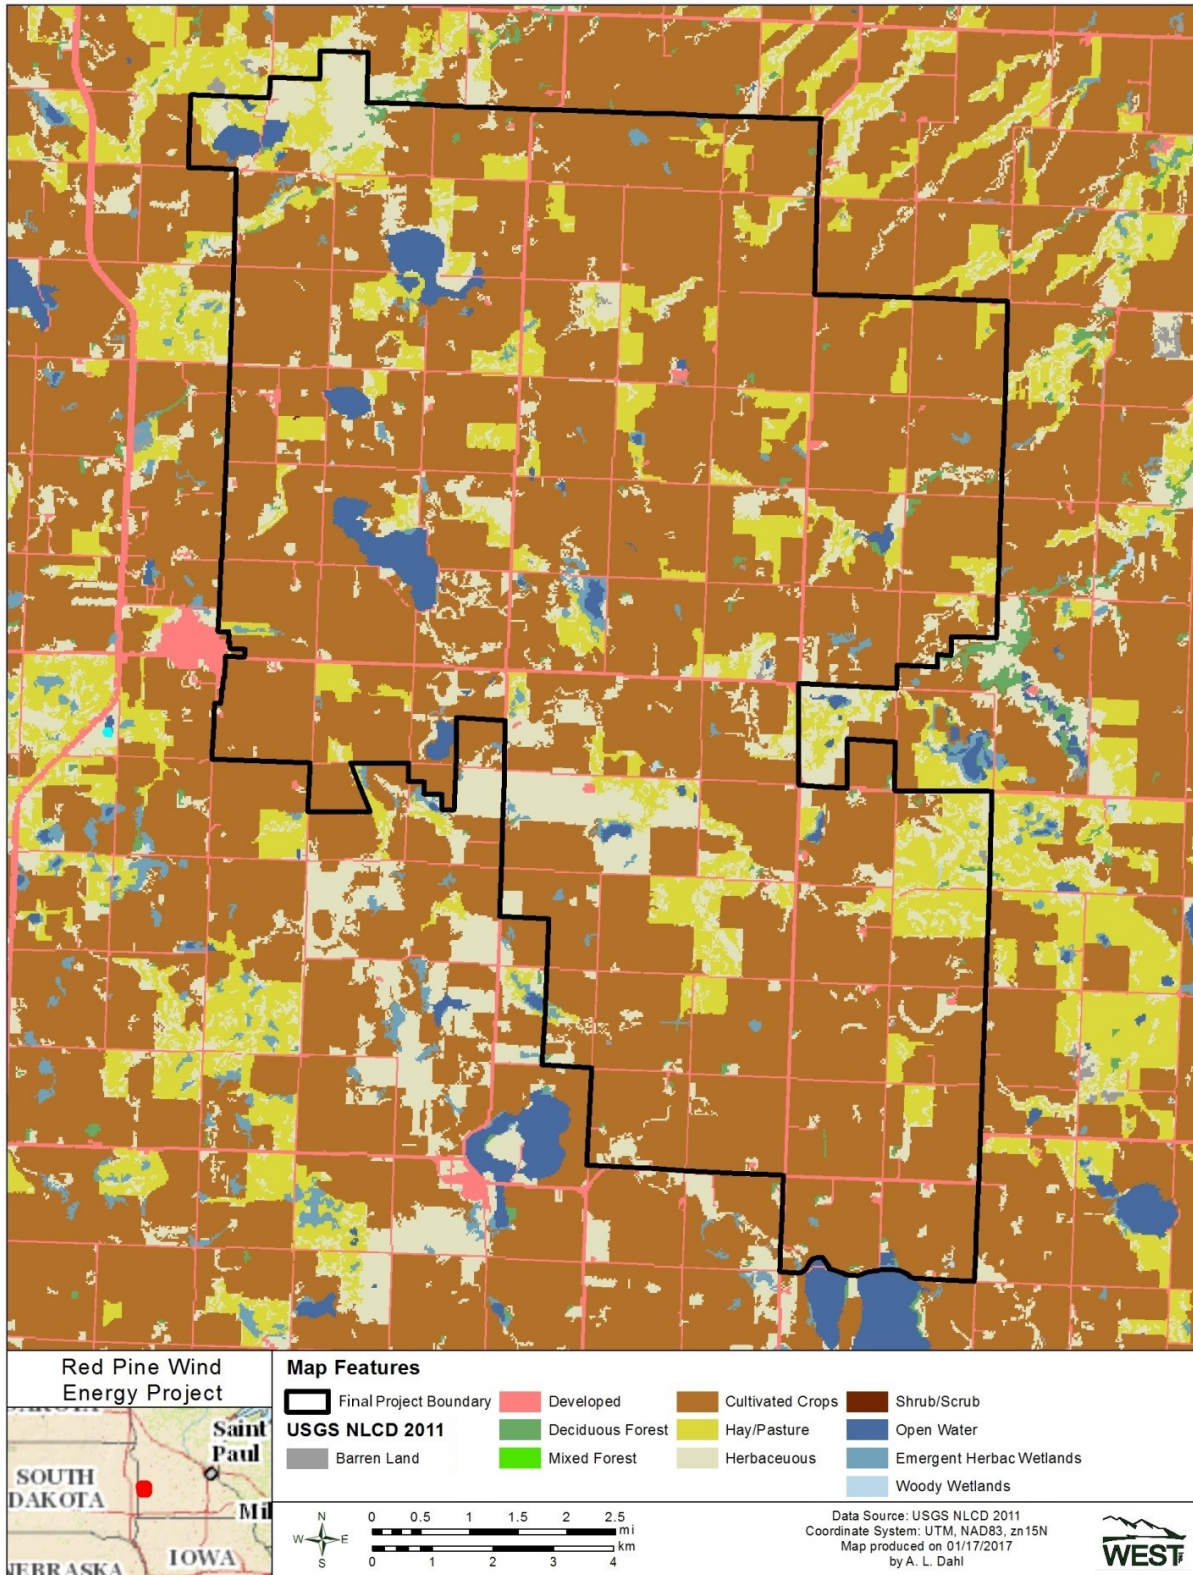 Red Pine Wind
Energy Project
SOUTH
DAKOTA
Saint
Paul
IOWA
Map Features
Final Project Boundary
USGS NLCD 2011
Barren Land
Developed
Deciduous Forest
Mixed Forest
Cultivated Crops
Hay/Pasture
Herbaceuous
Shrub/Scrub
Open Water
Emergent Herbac Wetlands
Woody Wetlands
N
W E
S
0 0.5 1 1.5 2 2.5
mi
km
0 1 2 3 4
Data Source: USGS NLCD 2011
Coordinate System: UTM, NAD83, zn15N
Map produced on 01/17/2017
by A. L. Dahl
WEST